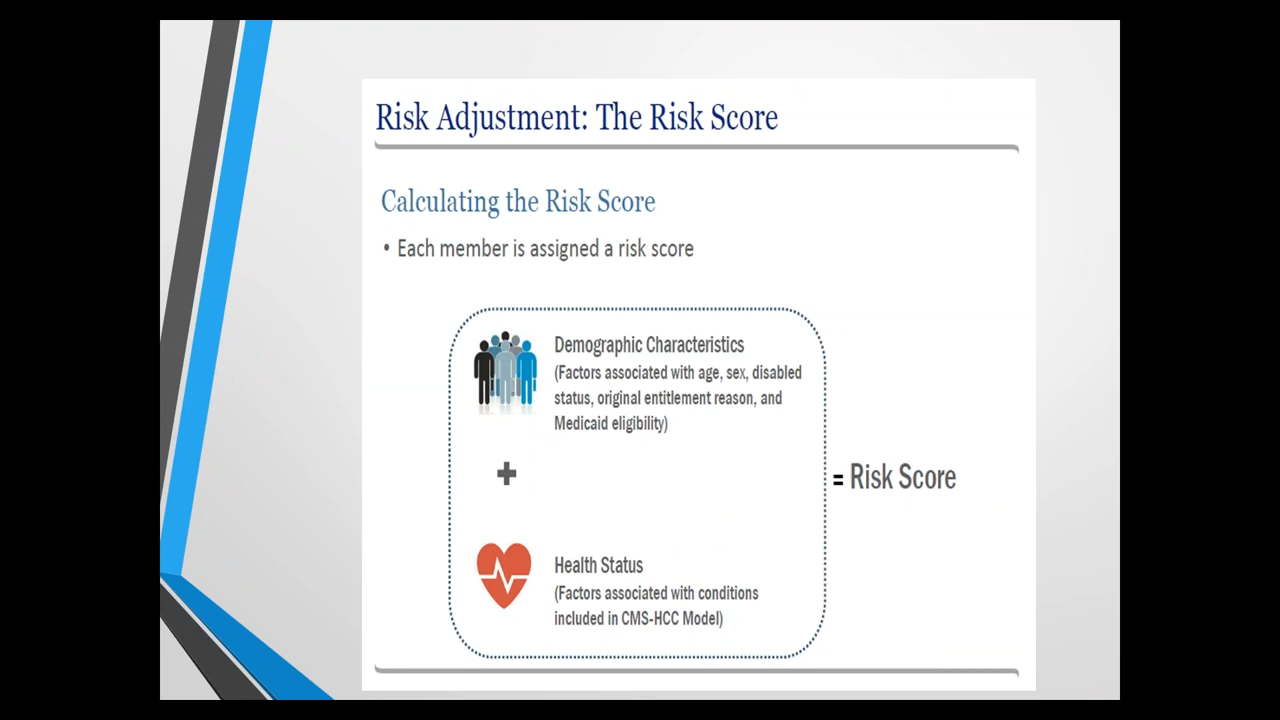 Risk Adjustment: The Risk Score
Calculating the Risk Score
• Each member is assigned a risk score
Demographic Characteristics
(Factors associated with age, sex, disabled
status, original entitlement reason, and
Medicaid eligibility)
+
= Risk Score
Health Status
(Factors associated with conditions
included in CMS-HCC Model)